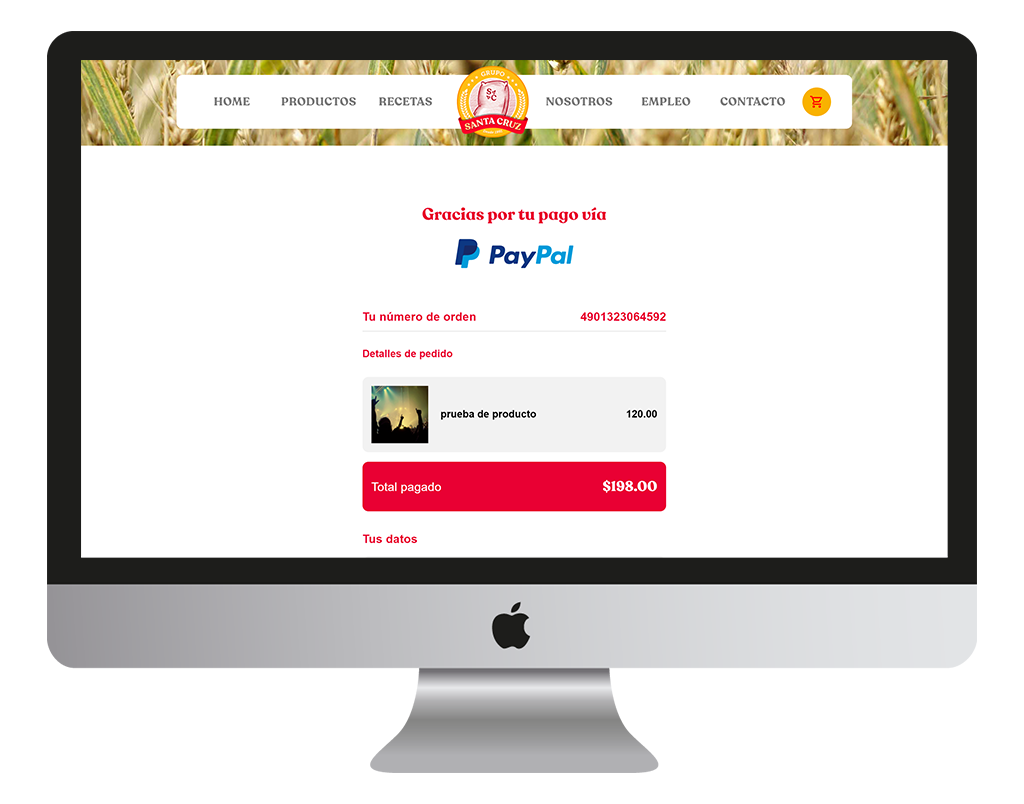 HOME PRODUCTOS RECETAS NOSOTROS EMPLEO CONTACTO
GRUPO
S C
SANTA CRUZ
Gracias por tu pago vía
PayPal
Tu número de orden 4901323064592
Detalles de pedido
prueba de producto 120.00
Total pagado $198.00
Tus datos